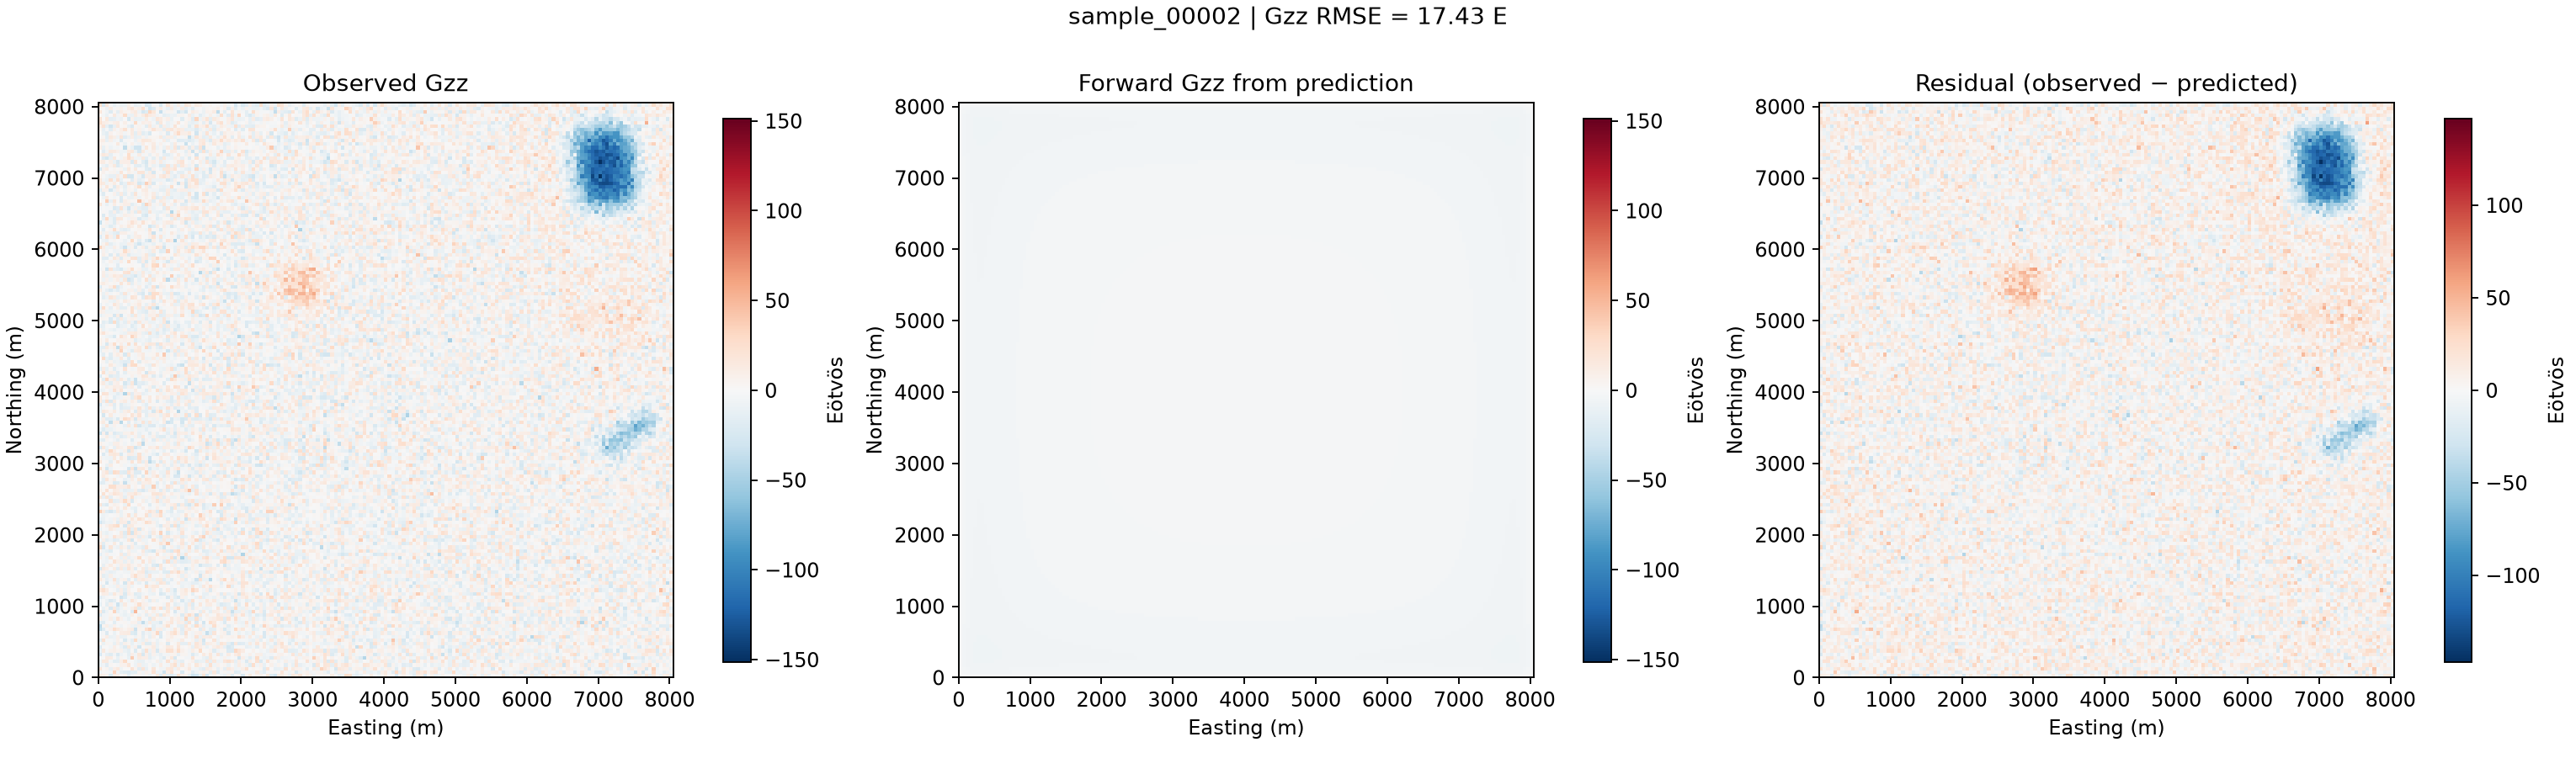 sample_00002 | Gzz RMSE = 17.43 E
Observed Gzz
Forward Gzz from prediction
Residual (observed − predicted)
8000
7000
6000
5000
4000
3000
2000
1000
0
Northing (m)
0 1000 2000 3000 4000 5000 6000 7000 8000
Easting (m)
150
100
50
0
−50
−100
−150
Eötvös
8000
7000
6000
5000
4000
3000
2000
1000
0
Northing (m)
0 1000 2000 3000 4000 5000 6000 7000 8000
Easting (m)
150
100
50
0
−50
−100
−150
Eötvös
8000
7000
6000
5000
4000
3000
2000
1000
0
Northing (m)
0 1000 2000 3000 4000 5000 6000 7000 8000
Easting (m)
100
50
0
−50
−100
Eötvös